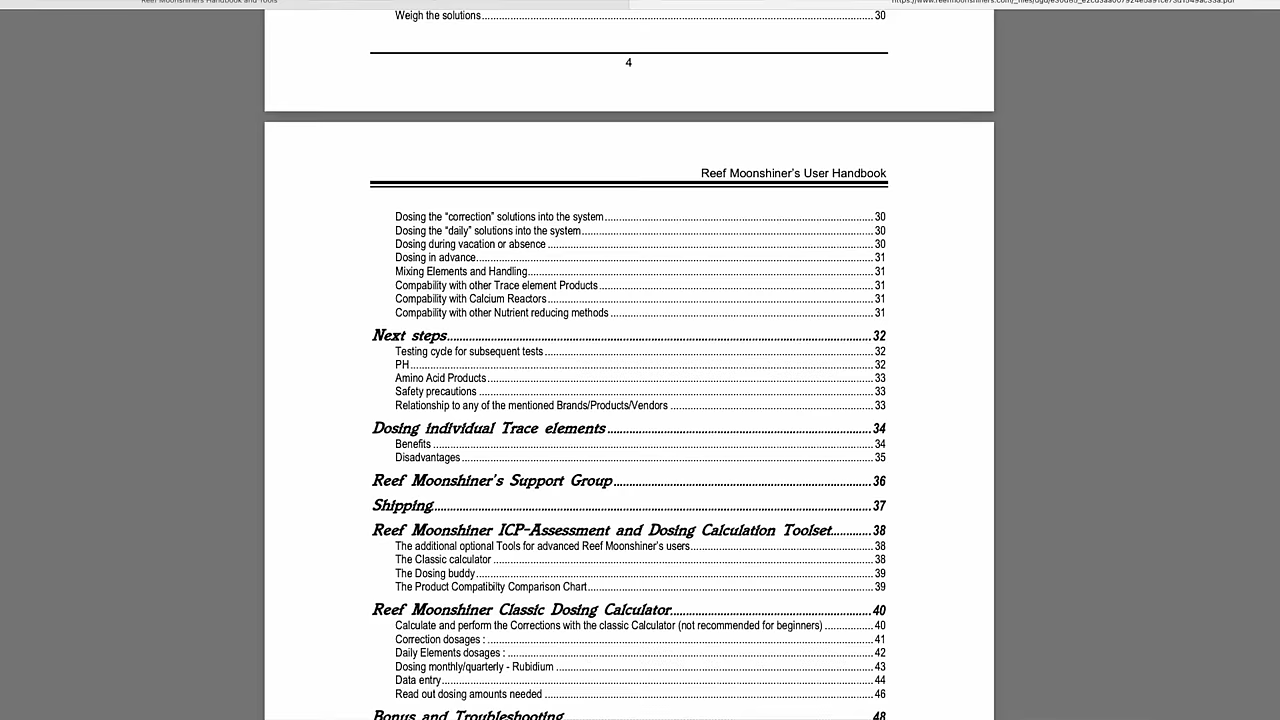 Reef Moonshiners Handbook and Tools
Weigh the solutions 30
4
Reef Moonshiner's User Handbook
Dosing the “correction” solutions into the system 30
Dosing the “daily” solutions into the system 30
Dosing during vacation or absence 30
Dosing in advance 31
Mixing Elements and Handling 31
Compability with other Trace element Products 31
Compability with Calcium Reactors 31
Compability with other Nutrient reducing methods 31
Next steps 32
Testing cycle for subsequent tests 32
PH 32
Amino Acid Products 33
Safety precautions 33
Relationship to any of the mentioned Brands/Products/Vendors 33
Dosing individual Trace elements 34
Benefits 34
Disadvantages 35
Reef Moonshiner's Support Group 36
Shipping 37
Reef Moonshiner ICP-Assessment and Dosing Calculation Toolset 38
The additional optional Tools for advanced Reef Moonshiner's users 38
The Classic calculator 38
The Dosing buddy 39
The Product Compatibilty Comparison Chart 39
Reef Moonshiner Classic Dosing Calculator 40
Calculate and perform the Corrections with the classic Calculator (not recommended for beginners) 40
Correction dosages : 41
Daily Elements dosages : 42
Dosing monthly/quarterly - Rubidium 43
Data entry 44
Read out dosing amounts needed 46
Bonus and Troubleshooting 48